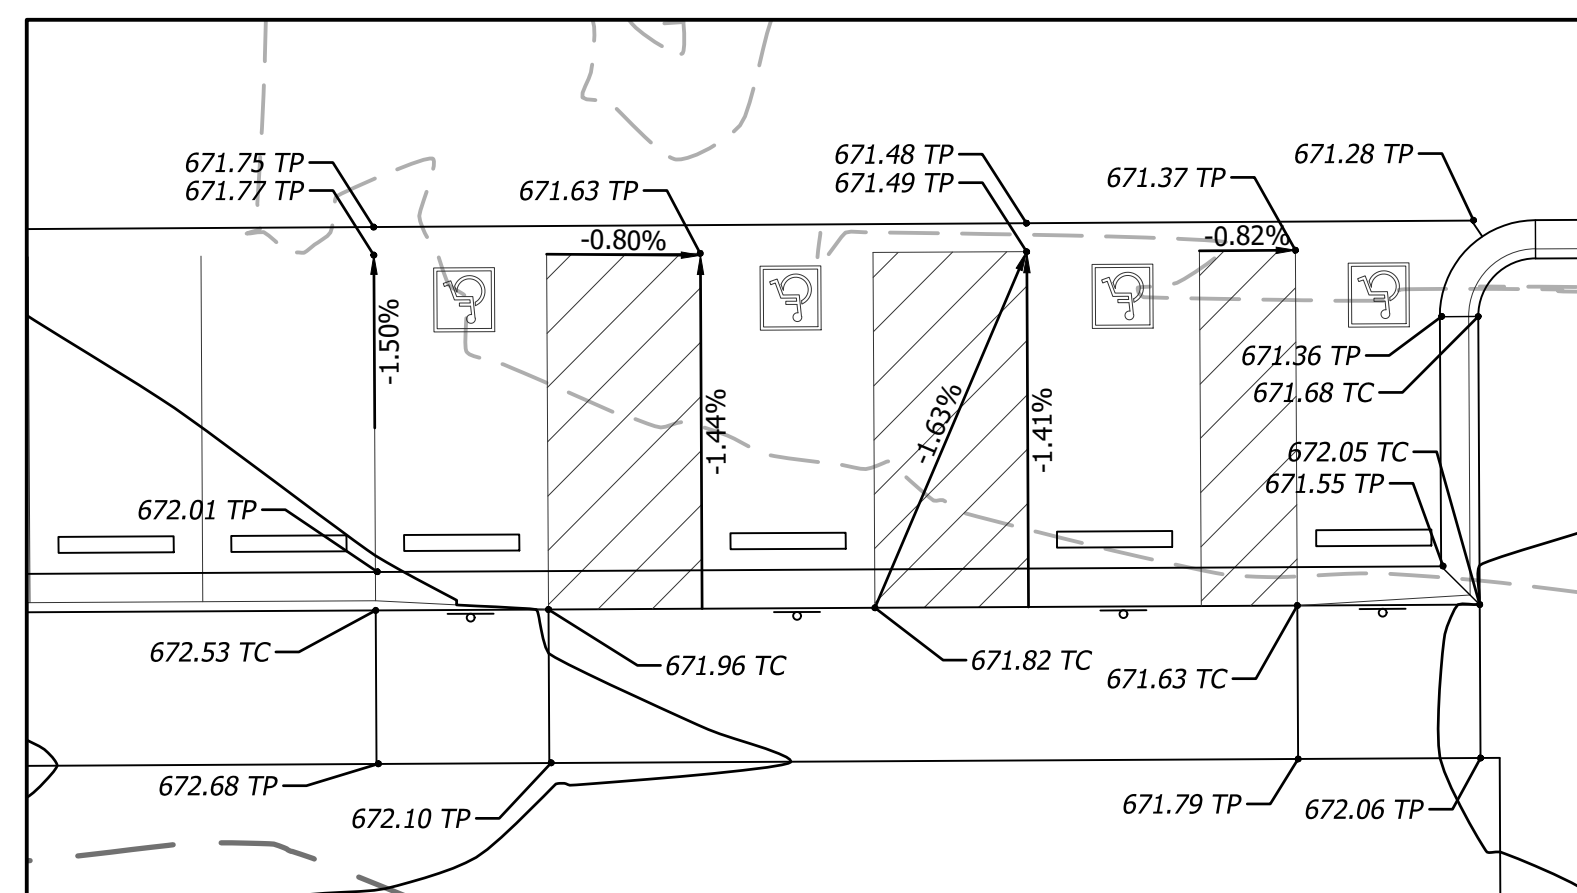 671.75 TP
671.77 TP
671.63 TP
671.48 TP
671.49 TP
671.37 TP
671.28 TP
-0.80%
-0.82%
-1.50%
-1.44%
-1.63%
-1.41%
671.36 TP
671.68 TC
672.05 TC
671.55 TP
672.01 TP
672.53 TC
671.96 TC
671.82 TC
671.63 TC
672.68 TP
672.10 TP
671.79 TP
672.06 TP